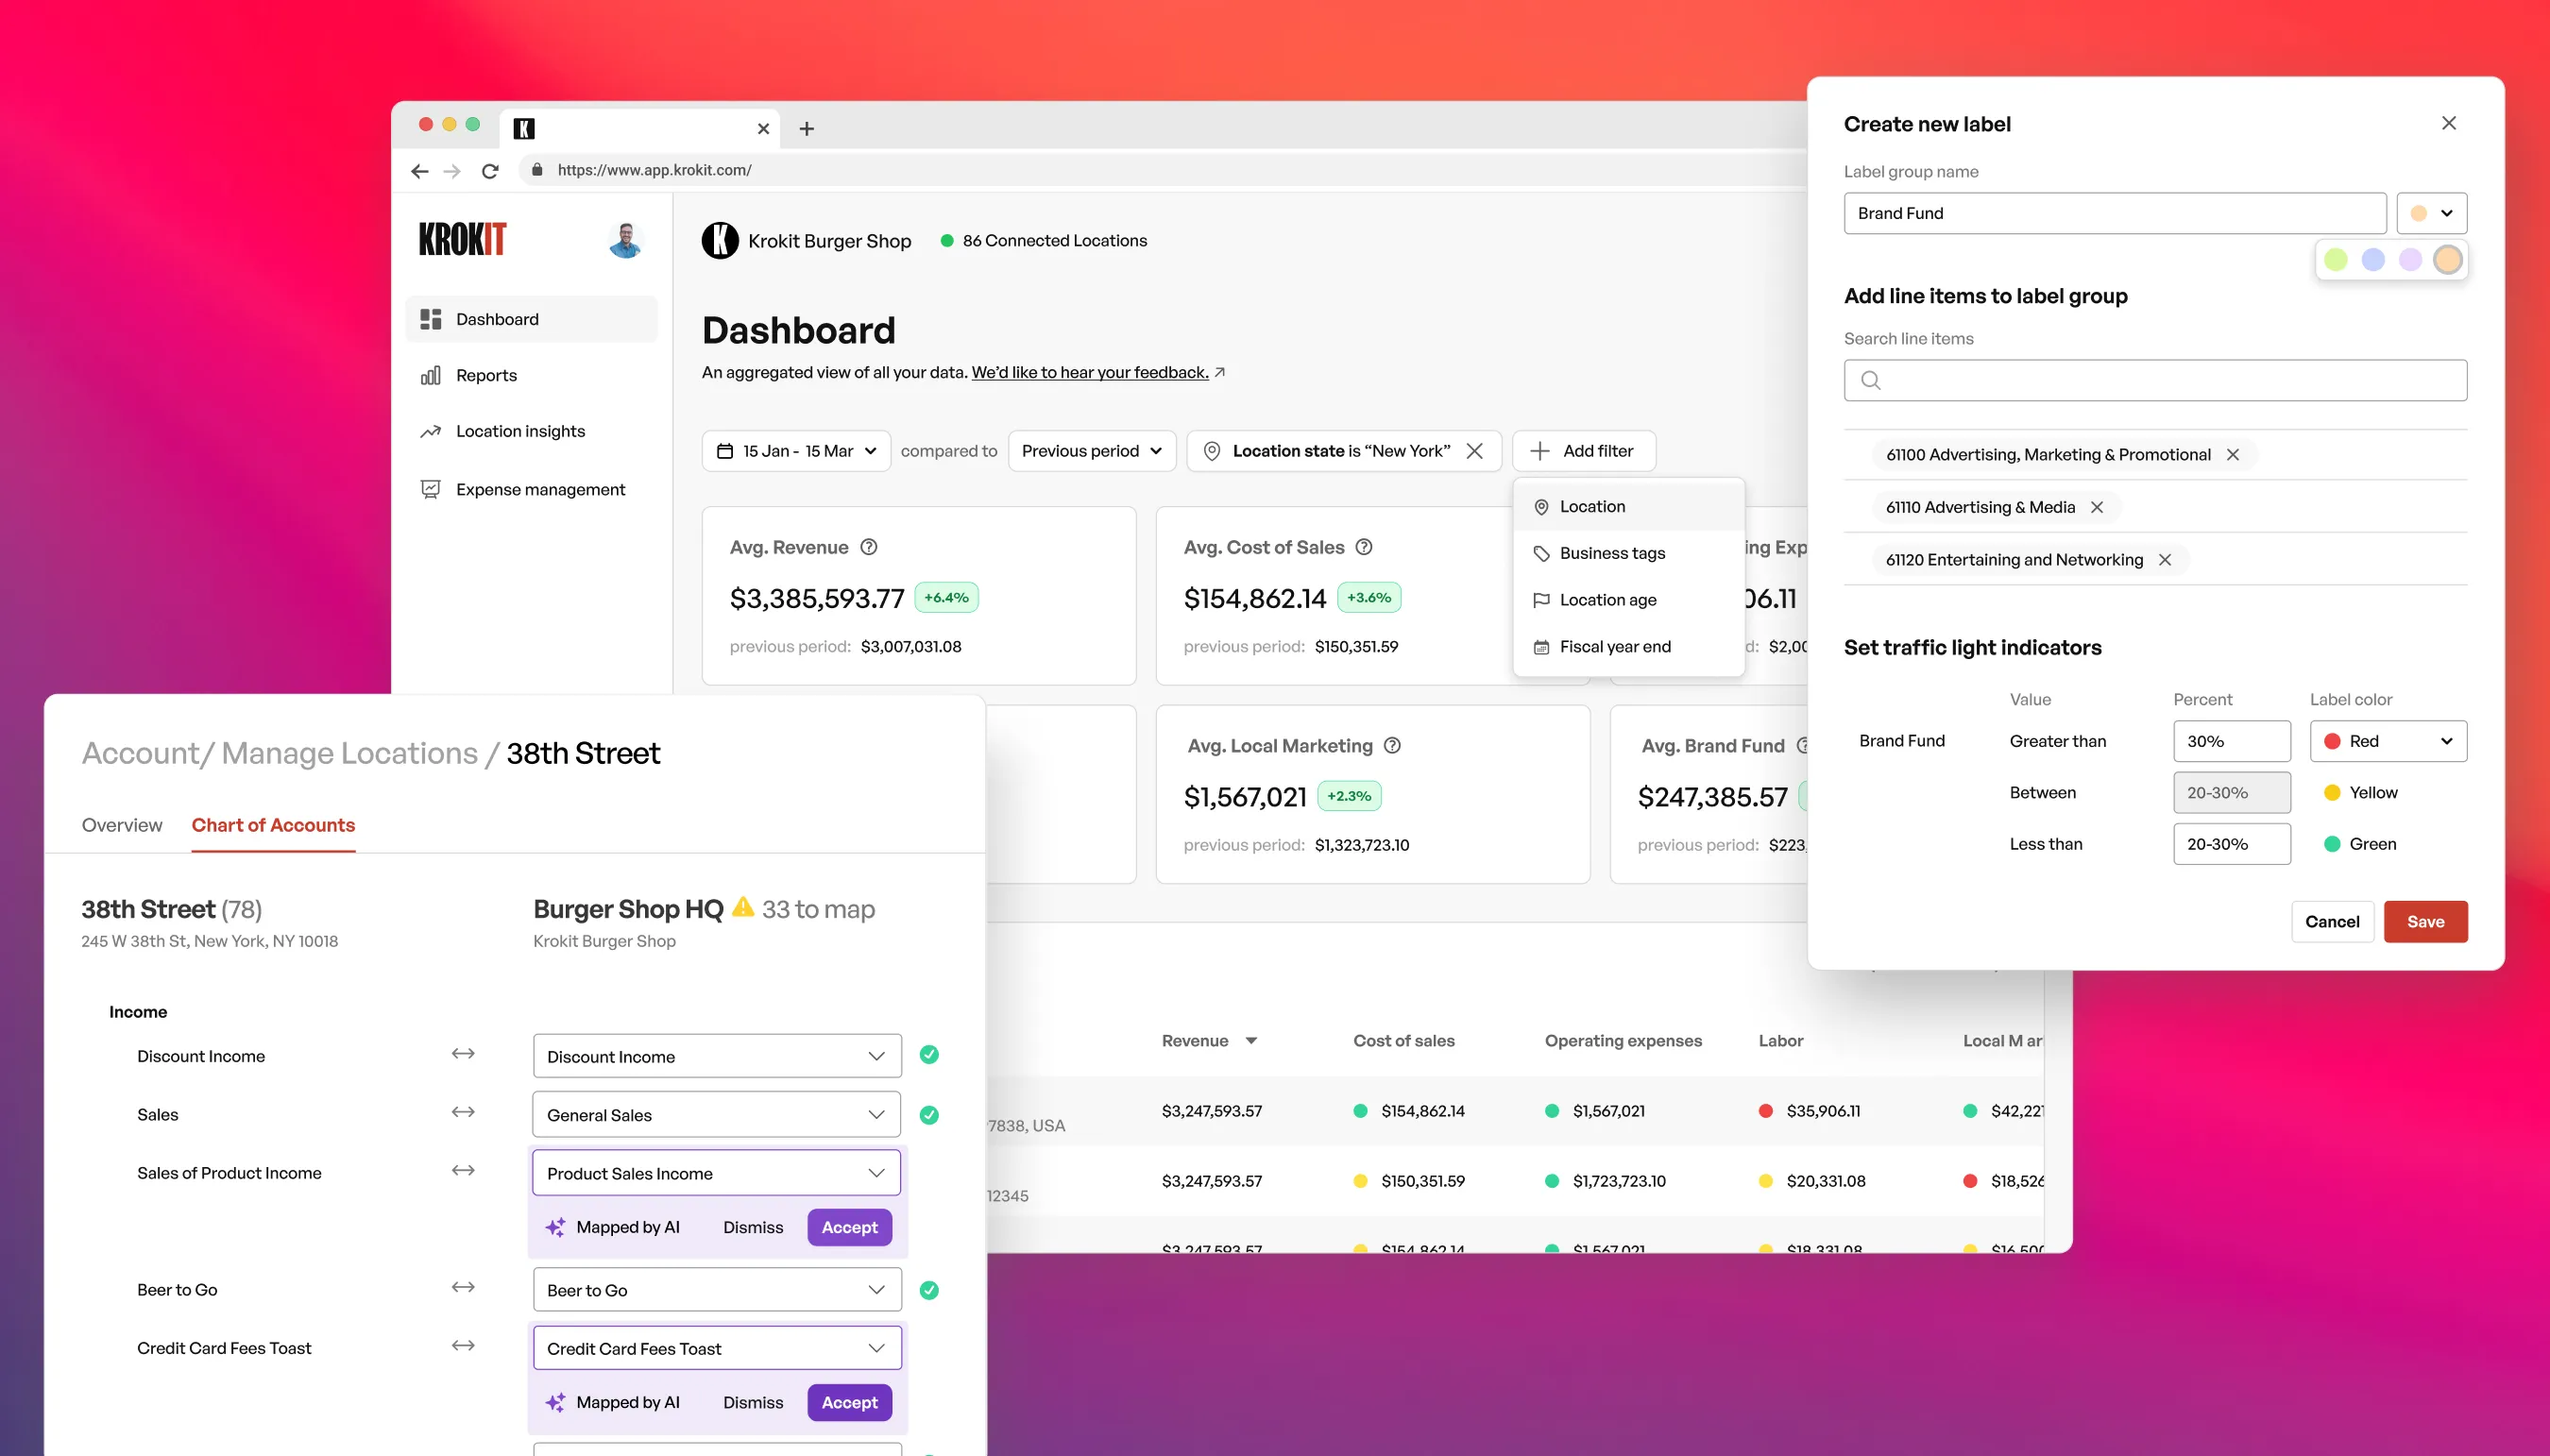 https://www.app.krokit.com/
KROKIT
Dashboard
Reports
Location insights
Expense management
Krokit Burger Shop
86 Connected Locations
Dashboard
An aggregated view of all your data. We'd like to hear your feedback.
15 Jan - 15 Mar
compared to
Previous period
Location state is "New York"
Add filter
Location
Business tags
Location age
Fiscal year end
Avg. Revenue
$3,385,593.77 +6.4%
previous period: $3,007,031.08
Avg. Cost of Sales
$154,862.14 +3.6%
previous period: $150,351.59
Avg. Local Marketing
$1,567,021 +2.3%
previous period: $1,323,723.10
Avg. Brand Fund
$247,385.57
previous period: $223,
Revenue Cost of sales Operating expenses Labor Local M ar
7838, USA
$3,247,593.57 $154,862.14 $1,567,021 $35,906.11 $42,221
12345
$3,247,593.57 $150,351.59 $1,723,723.10 $20,331.08 $18,526
$3,247,593.57 $154,862.14 $1,567,021 $18,331.08 $16,500
Create new label
Label group name
Brand Fund
Add line items to label group
Search line items
61100 Advertising, Marketing & Promotional
61110 Advertising & Media
61120 Entertaining and Networking
Set traffic light indicators
Value Percent Label color
Brand Fund Greater than 30% Red
Between 20-30% Yellow
Less than 20-30% Green
Cancel Save
Account/ Manage Locations / 38th Street
Overview Chart of Accounts
38th Street (78)
245 W 38th St, New York, NY 10018
Burger Shop HQ 33 to map
Krokit Burger Shop
Income
Discount Income Discount Income
Sales General Sales
Sales of Product Income Product Sales Income
Mapped by AI Dismiss Accept
Beer to Go Beer to Go
Credit Card Fees Toast Credit Card Fees Toast
Mapped by AI Dismiss Accept